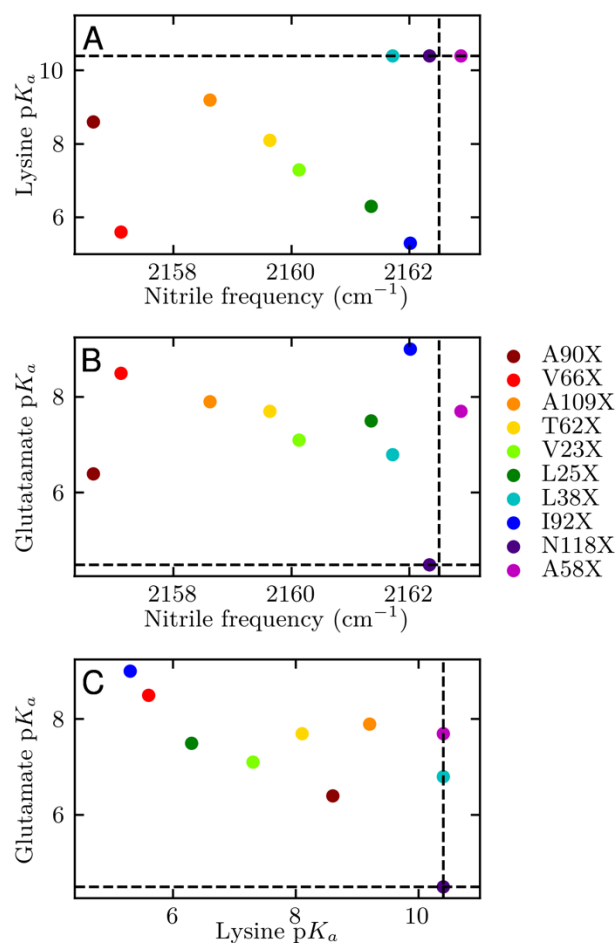 A
10
8
6
Lysine pKa
2158 2160 2162
Nitrile frequency (cm−1)
B
8
6
Glutatamate pKa
2158 2160 2162
Nitrile frequency (cm−1)
A90X
V66X
A109X
T62X
V23X
L25X
L38X
I92X
N118X
A58X
C
8
6
Glutamate pKa
6 8 10
Lysine pKa